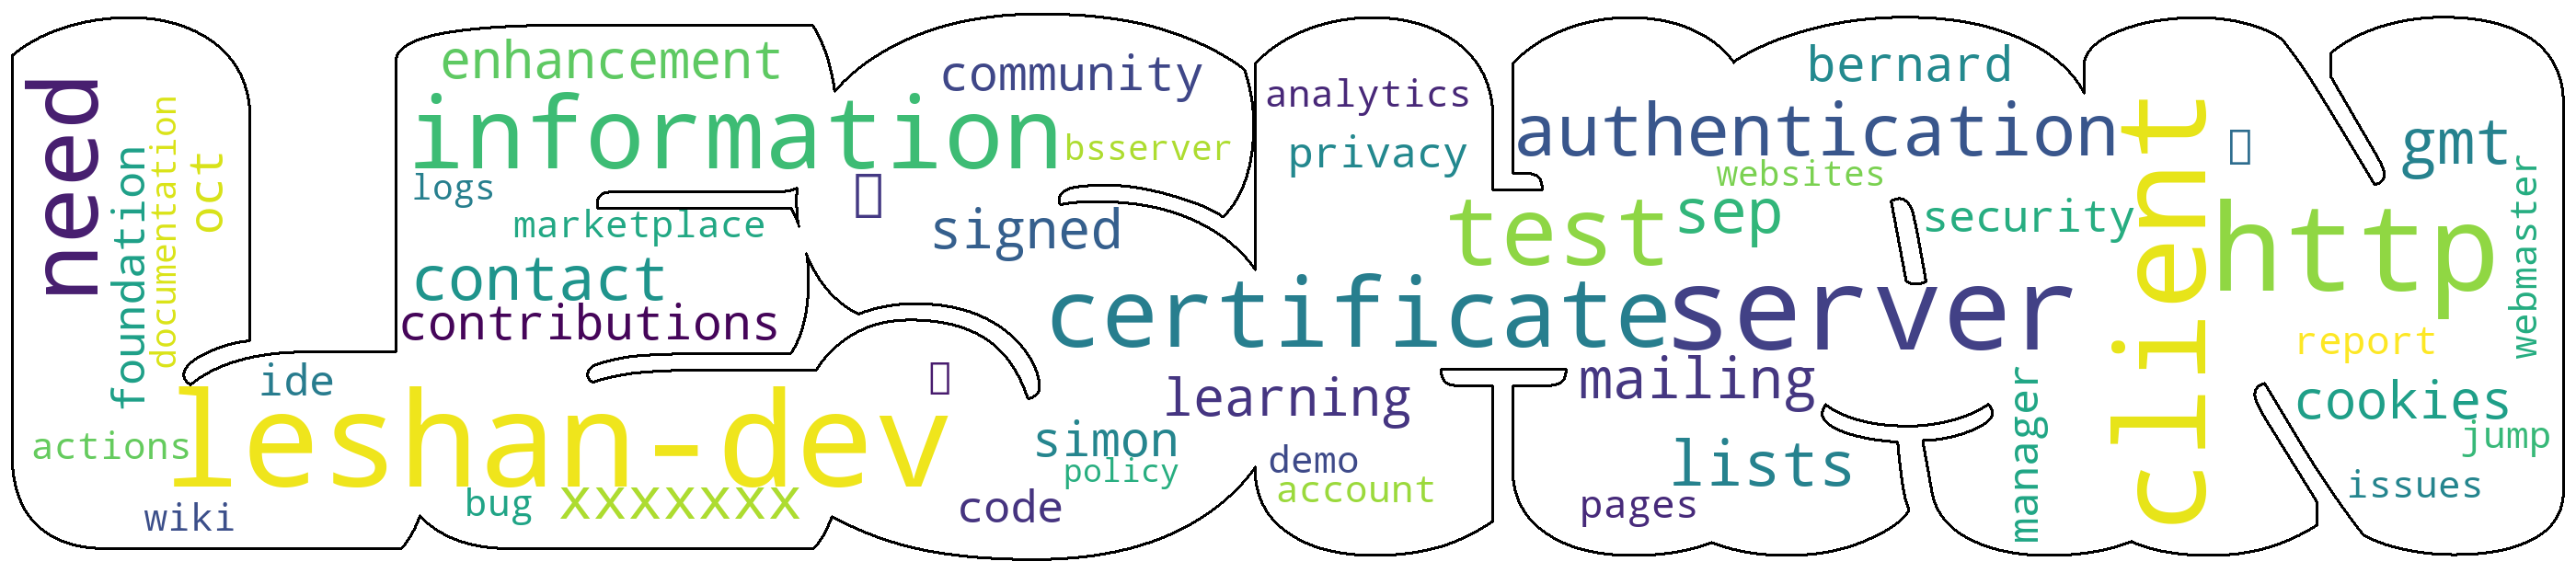 need
foundation
documentation
oct
actions
wiki
enhancement
information
community
bsserver
logs
marketplace
signed
contact
contributions
ide
leshan-dev
bug
xxxxxxx
simon
policy
code
analytics
privacy
certificate
learning
demo
account
test
authentication
bernard
websites
sep
security
server
mailing
lists
pages
manager
client
http
gmt
webmaster
report
cookies
jump
issues